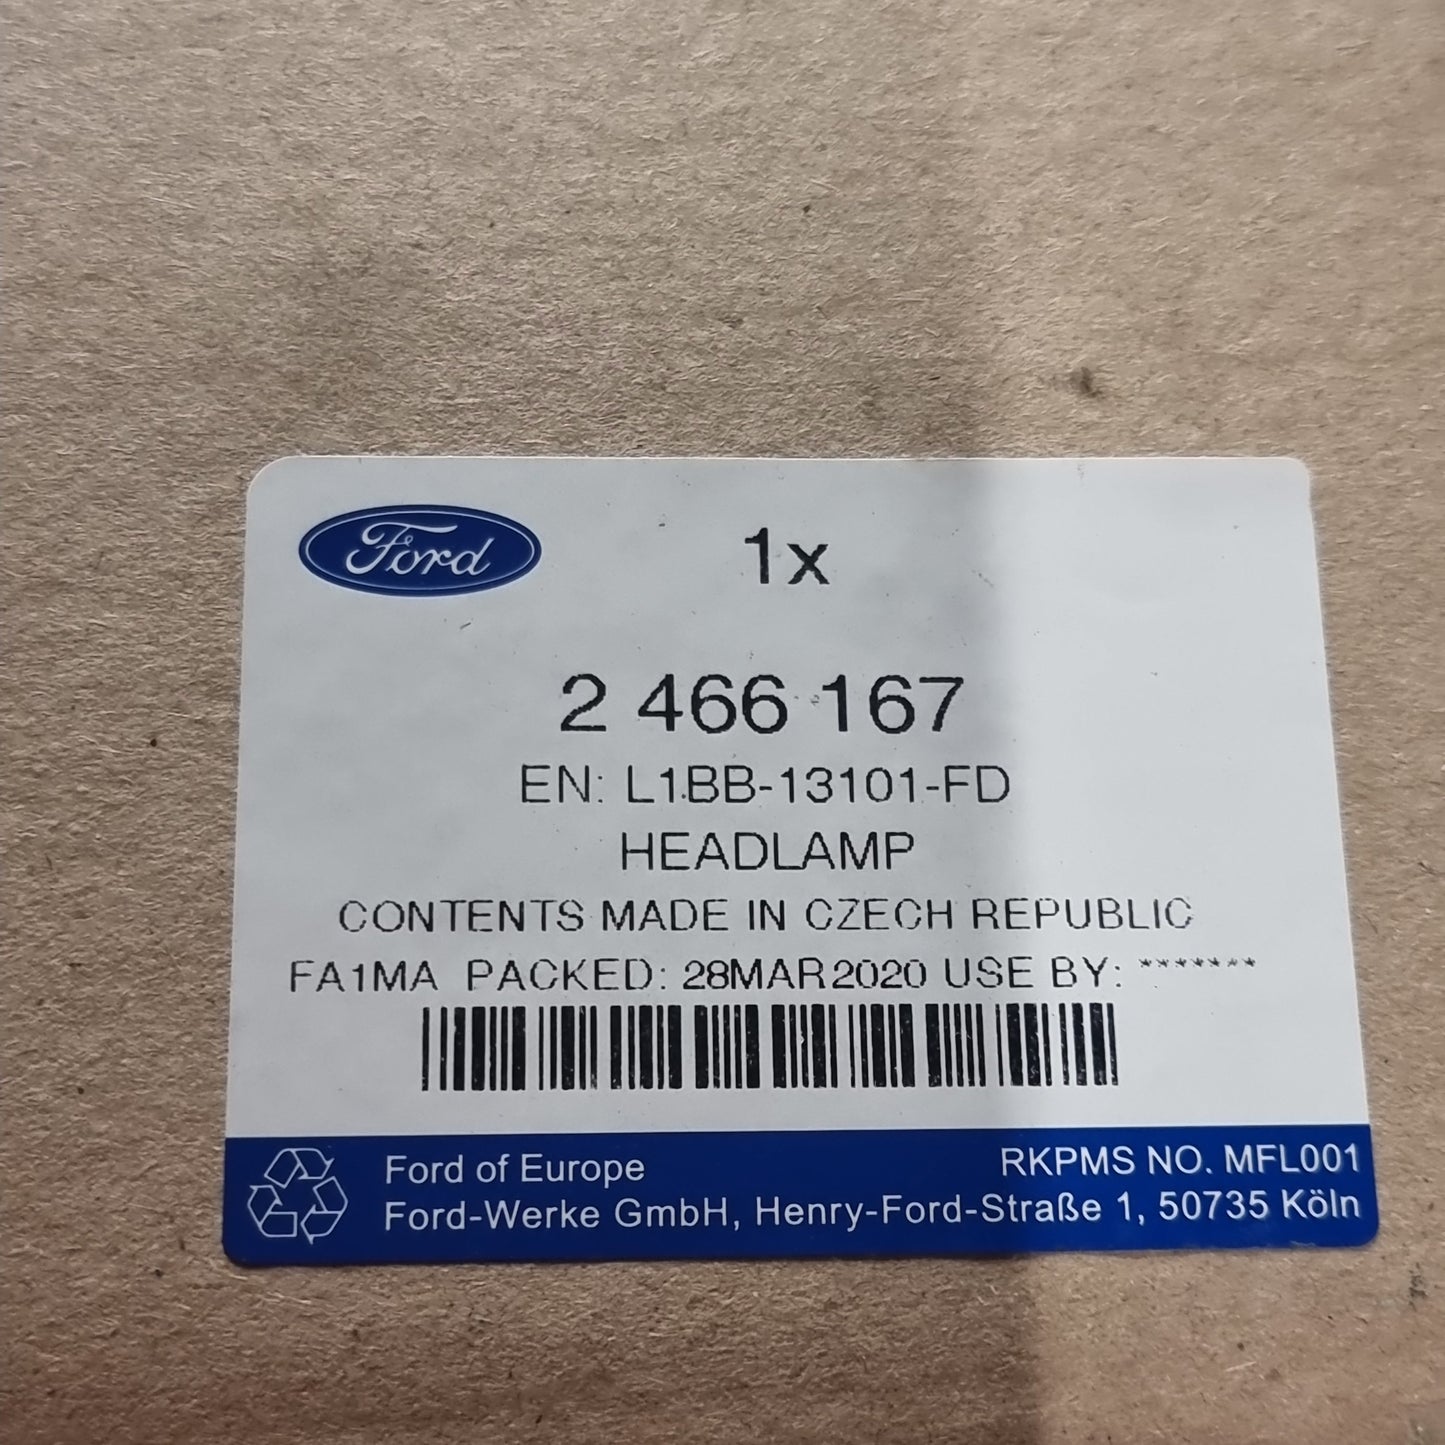 Ford
1x
2 466 167
EN: L1BB-13101-FD
HEADLAMP
CONTENTS MADE IN CZECH REPUBLIC
FA1MA PACKED: 28MAR2020 USE BY: *******
Ford of Europe
RKPMS NO. MFL001
Ford-Werke GmbH, Henry-Ford-Straße 1, 50735 Köln